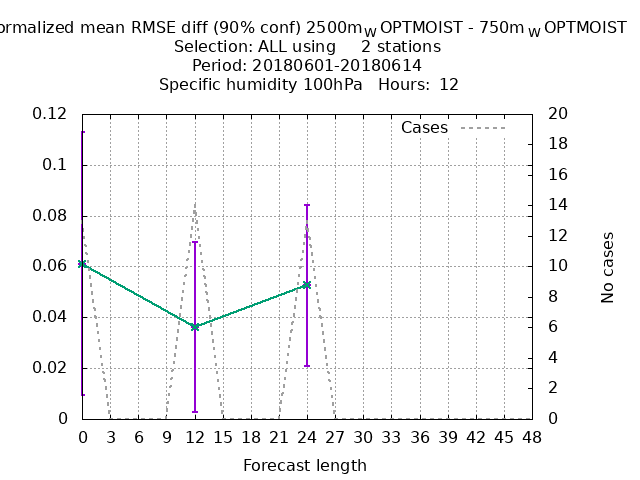 ormalized mean RMSE diff (90% conf) 2500m_W OPTMOIST - 750m_W OPTMOIST
Selection: ALL using 2 stations
Period: 20180601-20180614
Specific humidity 100hPa Hours: 12
Cases
0.12
0.1
0.08
0.06
0.04
0.02
0
20
18
16
14
12
10
8
6
4
2
0
No cases
0 3 6 9 12 15 18 21 24 27 30 33 36 39 42 45 48
Forecast length